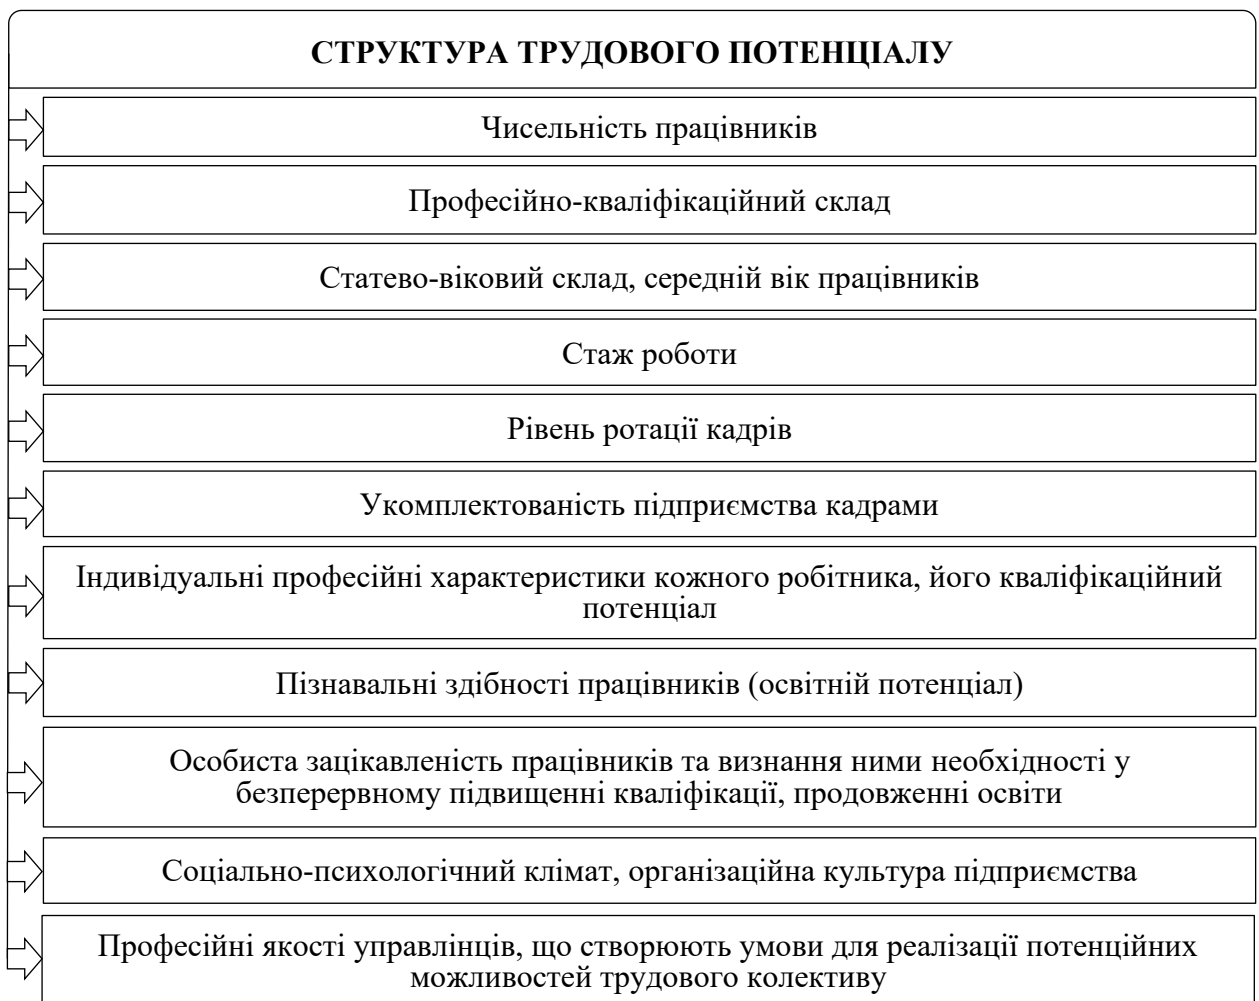 СТРУКТУРА ТРУДОВОГО ПОТЕНЦІАЛУ
Чисельність працівників
Професійно-кваліфікаційний склад
Статево-віковий склад, середній вік працівників
Стаж роботи
Рівень ротації кадрів
Укомплектованість підприємства кадрами
Індивідуальні професійні характеристики кожного робітника, його кваліфікаційний
потенціал
Пізнавальні здібності працівників (освітній потенціал)
Особиста зацікавленість працівників та визнання ними необхідності у
безперервному підвищенні кваліфікації, продовженні освіти
Соціально-психологічний клімат, організаційна культура підприємства
Професійні якості управлінців, що створюють умови для реалізації потенційних
можливостей трудового колективу